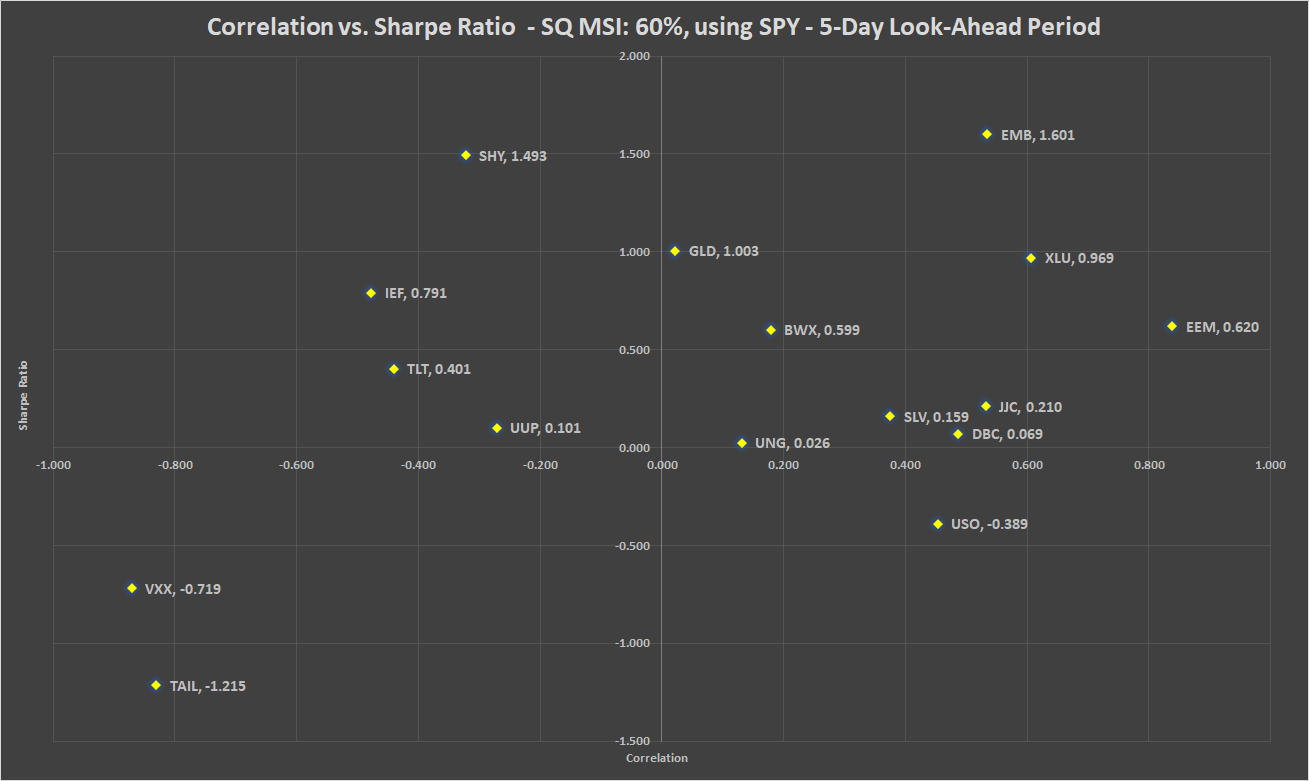 Correlation vs. Sharpe Ratio - SQ MSI: 60%, using SPY - 5-Day Look-Ahead Period
2.000
EMB, 1.601
SHY, 1.493
1.500
GLD, 1.003
1.000
XLU, 0.969
IEF, 0.791
BWX, 0.599
EEM, 0.620
0.500
TLT, 0.401
Sharpe Ratio
JJC, 0.210
SLV, 0.159
UUP, 0.101
DBC, 0.069
UNG, 0.026
0.000
-1.000 -0.800 -0.600 -0.400 -0.200 0.000 0.200 0.400 0.600 0.800 1.000
USO, -0.389
-0.500
VXX, -0.719
-1.000
TAIL, -1.215
-1.500
Correlation